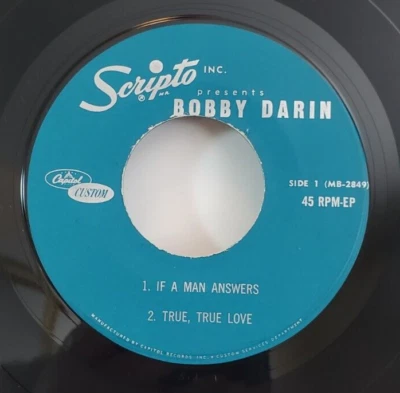 Scripto INC.
®
presents
BOBBY DARIN
Capitol
CUSTOM
SIDE 1 (MB-2849)
45 RPM-EP
1. IF A MAN ANSWERS
2. TRUE, TRUE LOVE
MANUFACTURED BY CAPITOL RECORDS, INC., CUSTOM SERVICES DEPARTMENT